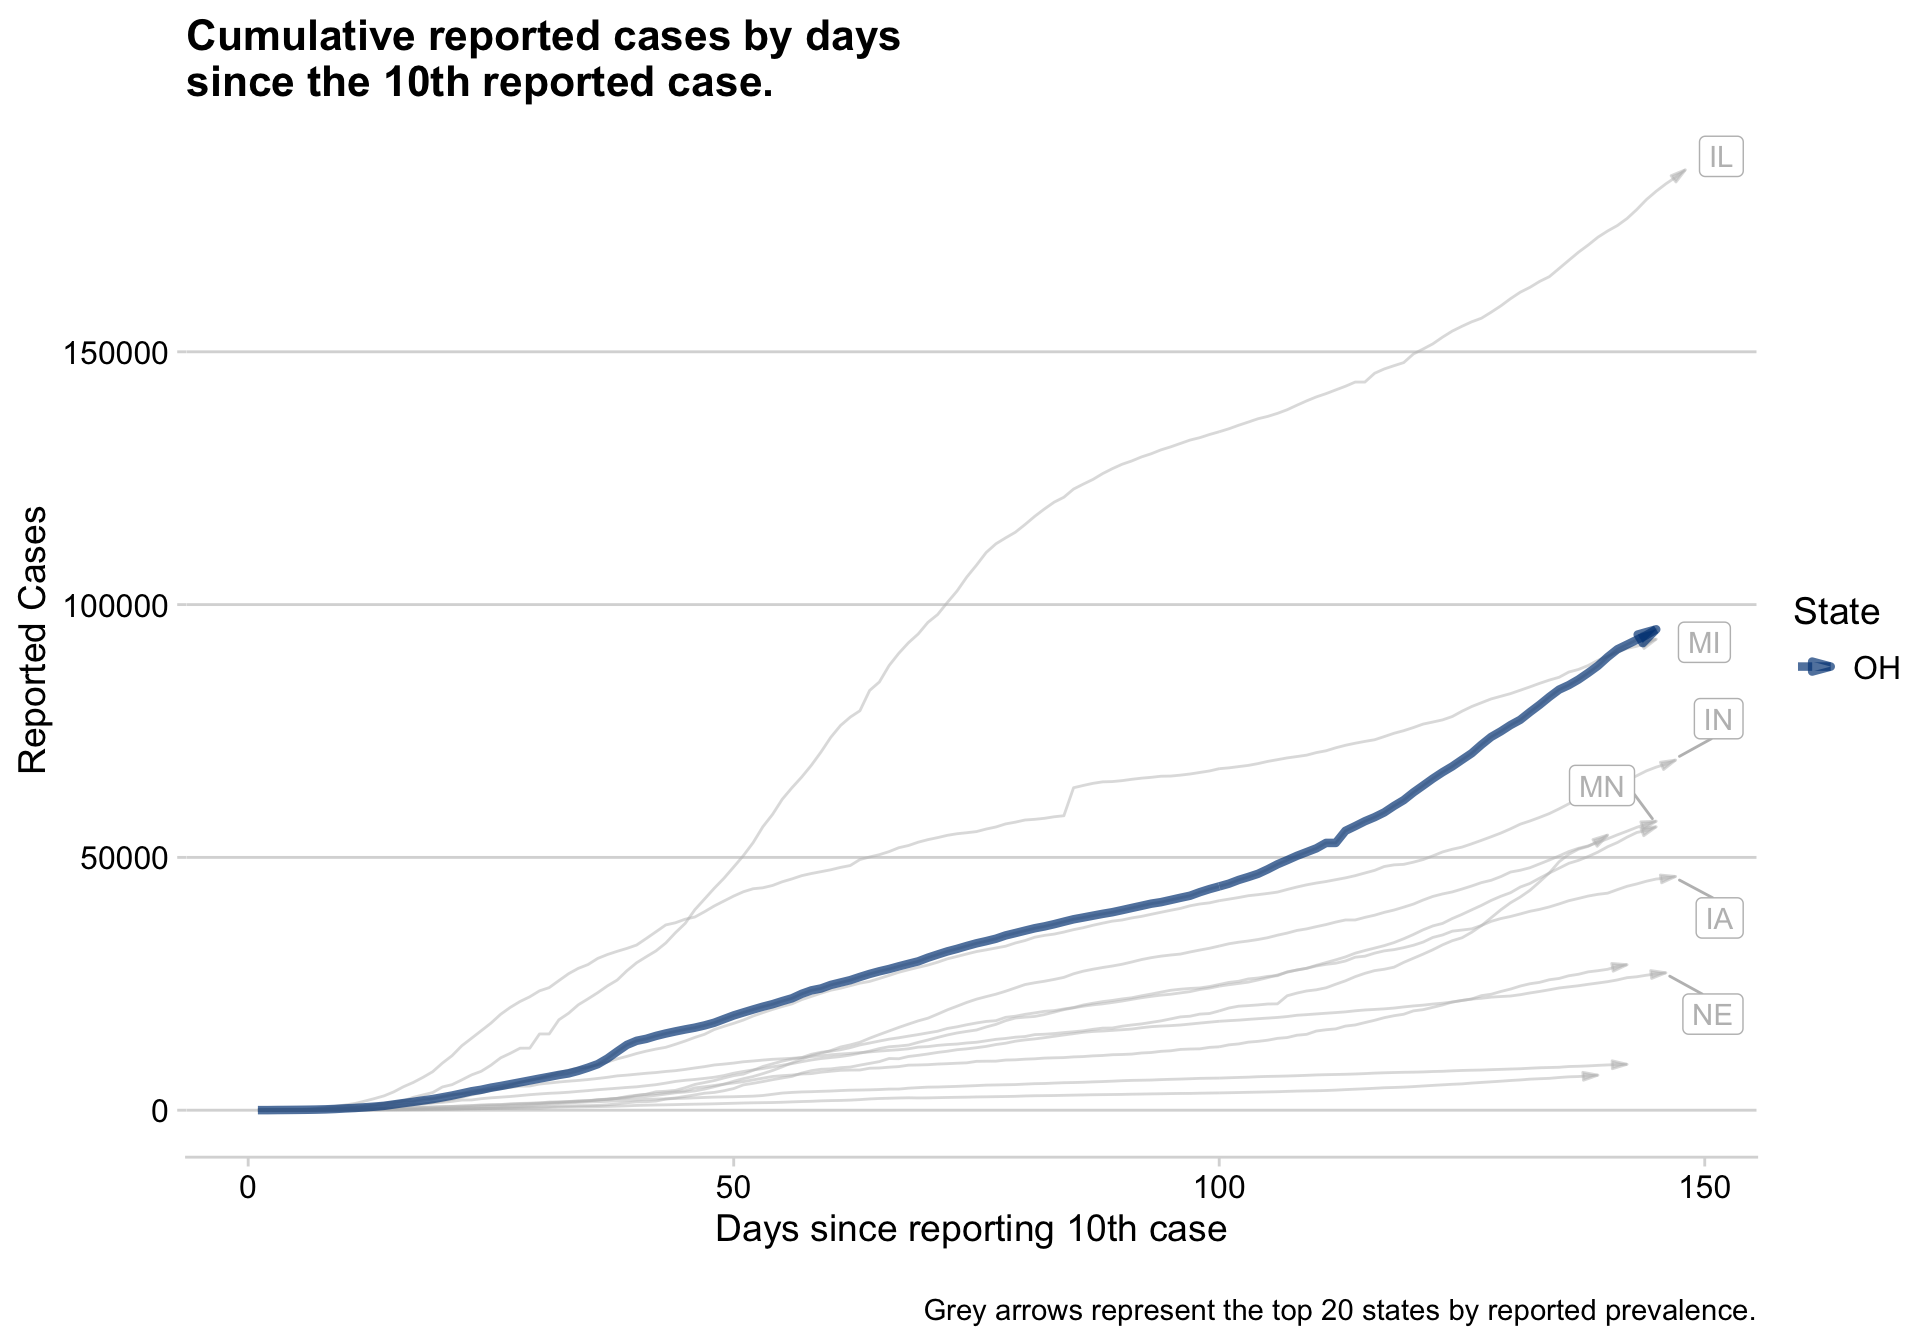 Cumulative reported cases by days
since the 10th reported case.
IL
150000
100000
MI
IN
MN
50000
IA
NE
0
0 50 100 150
Reported Cases
Days since reporting 10th case
State
OH
Grey arrows represent the top 20 states by reported prevalence.